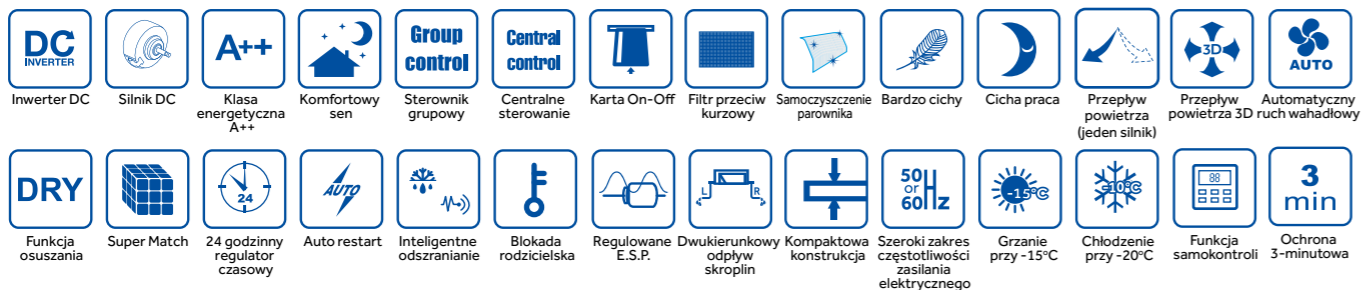 DC
INVERTER
Inwerter DC
Silnik DC
A++
Klasa
energetyczna
A++
Komfortowy
sen
Group
control
Sterownik
grupowy
Central
control
Centralne
sterowanie
Karta On-Off
Filtr przeciw
kurzowy
Samoczyszczenie
parownika
Bardzo cichy
Cicha praca
Przepływ
powietrza
(jeden silnik)
3D
Przepływ
powietrza 3D
AUTO
Automatyczny
ruch wahadłowy
DRY
Funkcja
osuszania
Super Match
24
24 godzinny
regulator
czasowy
AUTO
Auto restart
Inteligentne
odszranianie
Blokada
rodzicielska
Regulowane
E.S.P.
L R
Dwukierunkowy
odpływ
skroplin
Kompaktowa
konstrukcja
50
or
60Hz
Szeroki zakres
częstotliwości
zasilania
elektrycznego
-15°C
Grzanie
przy -15°C
-10°C
Chłodzenie
przy -20°C
88
Funkcja
samokontroli
3
min
Ochrona
3-minutowa